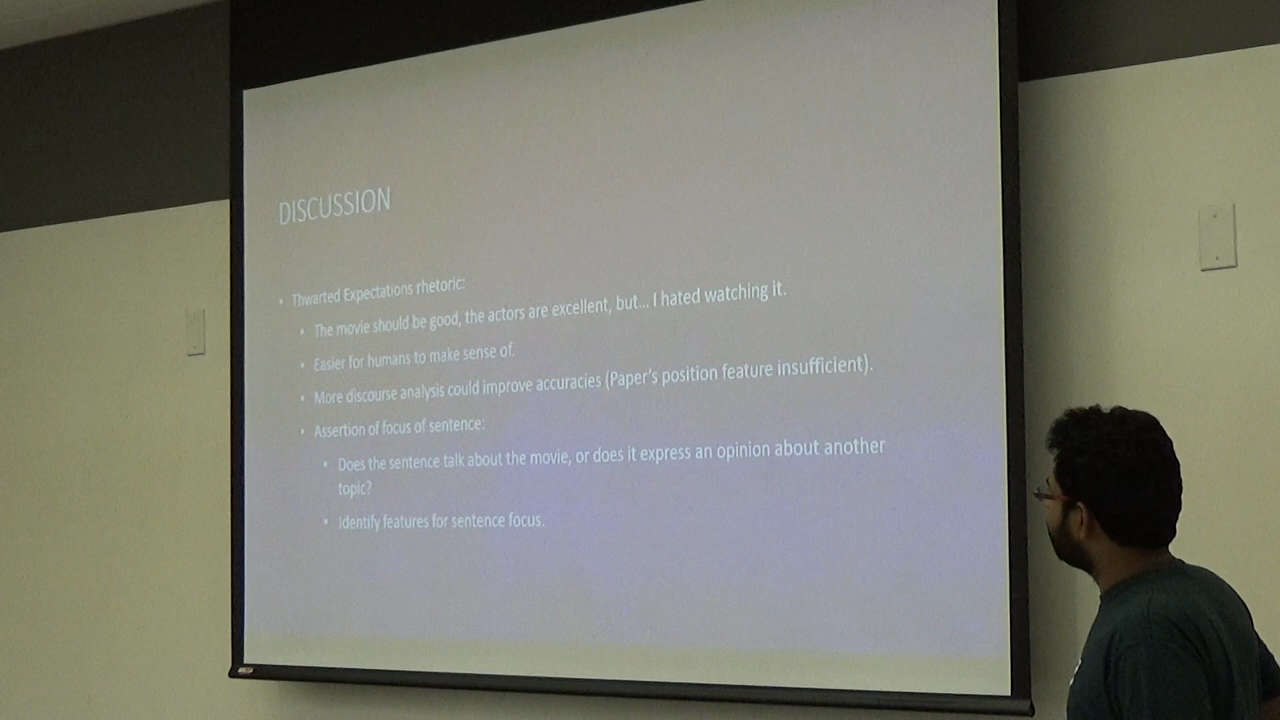 DISCUSSION
• Thwarted Expectations rhetoric:
• The movie should be good, the actors are excellent, but... I hated watching it.
• Easier for humans to make sense of.
• More discourse analysis could improve accuracies (Paper's position feature insufficient).
• Assertion of focus of sentence:
• Does the sentence talk about the movie, or does it express an opinion about another
topic?
• Identify features for sentence focus.